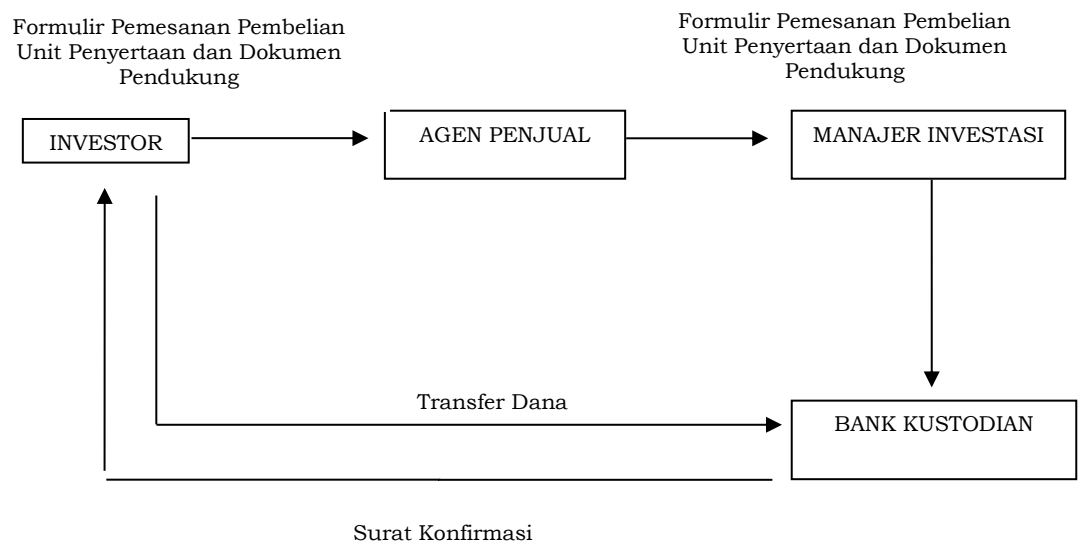 Formulir Pemesanan Pembelian
Unit Penyertaan dan Dokumen
Pendukung
Formulir Pemesanan Pembelian
Unit Penyertaan dan Dokumen
Pendukung
INVESTOR
AGEN PENJUAL
MANAJER INVESTASI
Transfer Dana
BANK KUSTODIAN
Surat Konfirmasi